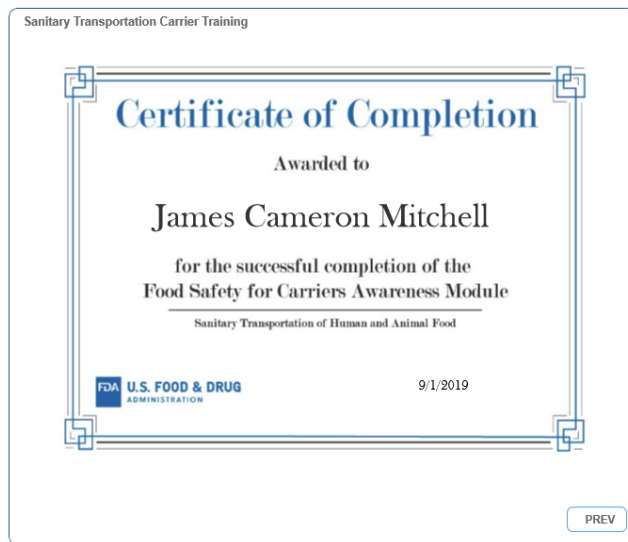 Sanitary Transportation Carrier Training
Certificate of Completion
Awarded to
James Cameron Mitchell
for the successful completion of the
Food Safety for Carriers Awareness Module
Sanitary Transportation of Human and Animal Food
FDA U.S. FOOD & DRUG
ADMINISTRATION
9/1/2019
PREV